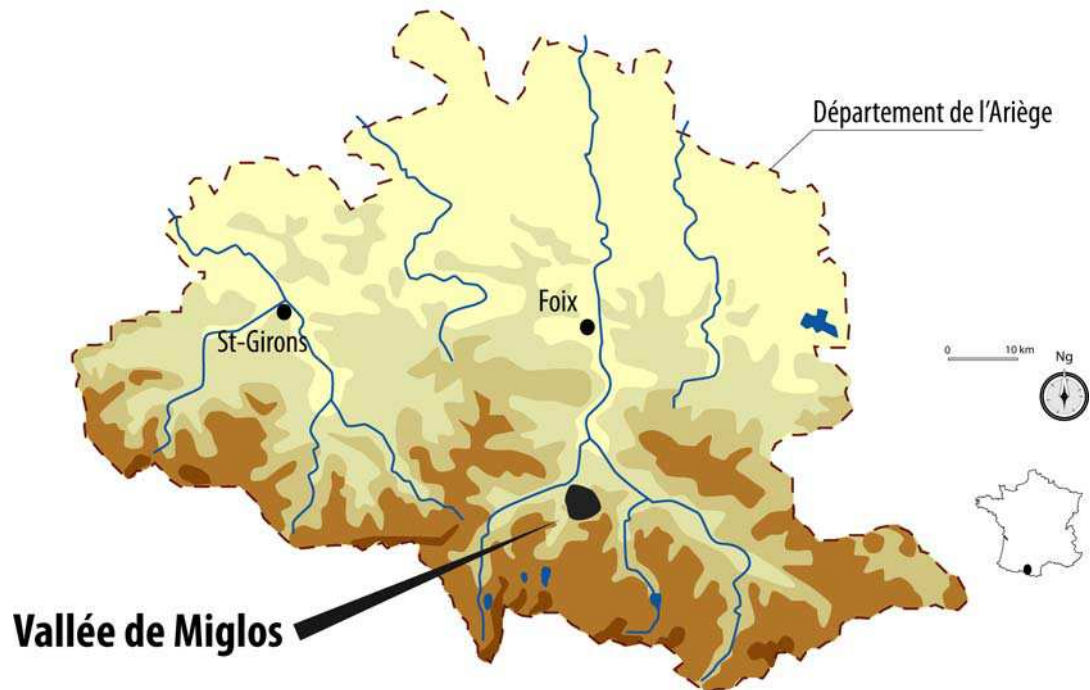 Département de l'Ariège
Foix
St-Girons
0 10 km
Ng
Vallée de Miglos